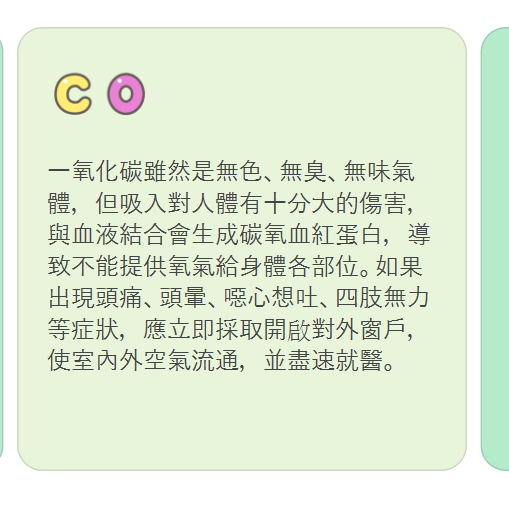 CO
一氧化碳雖然是無色、無臭、無味氣
體，但吸入對人體有十分大的傷害，
與血液結合會生成碳氧血紅蛋白，導
致不能提供氧氣給身體各部位。如果
出現頭痛、頭暈、噁心想吐、四肢無力
等症狀，應立即採取開啟對外窗戶，
使室內外空氣流通，並盡速就醫。